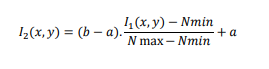 I₂(x, y) = (b − a). (I₁(x, y) − Nmin) / (N max − Nmin) + a